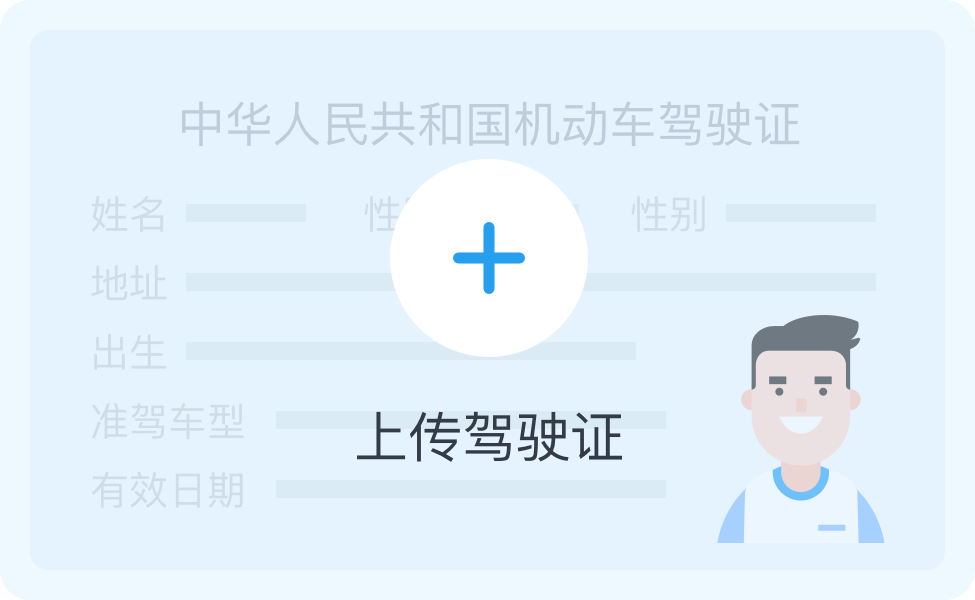 中华人民共和国机动车驾驶证
姓名 性 性别
地址
出生
准驾车型
上传驾驶证
有效日期